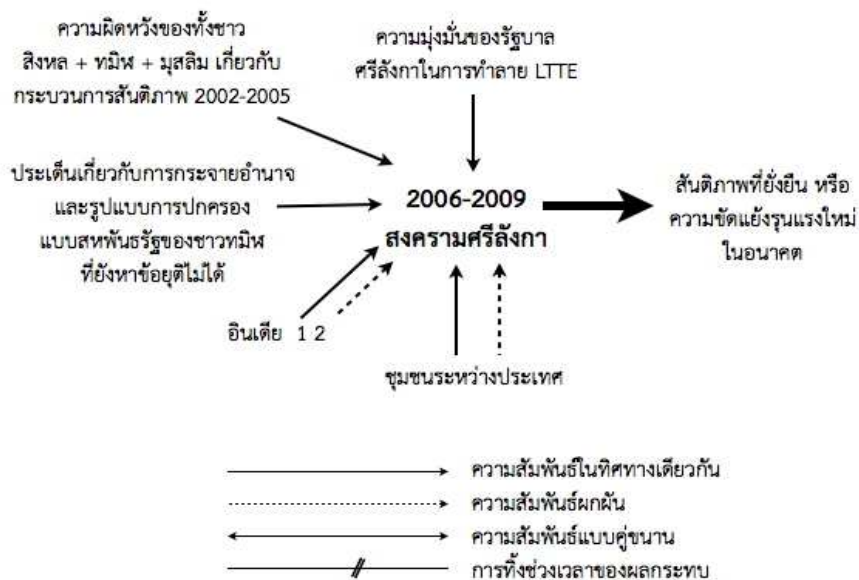 ความผิดหวังของทั้งชาว
สิงหล + ทมิฬ + มุสลิม เกี่ยวกับ
กระบวนการสันติภาพ 2002-2005
ความมุ่งมั่นของรัฐบาล
ศรีลังกาในการทำลาย LTTE
ประเด็นเกี่ยวกับการกระจายอำนาจ
และรูปแบบการปกครอง
แบบสหพันธรัฐของชาวทมิฬ
ที่ยังหาข้อยุติไม่ได้
2006-2009
สงครามศรีลังกา
สันติภาพที่ยั่งยืน หรือ
ความขัดแย้งรุนแรงใหม่
ในอนาคต
อินเดีย 1 2
ชุมชนระหว่างประเทศ
ความสัมพันธ์ในทิศทางเดียวกัน
ความสัมพันธ์ผกผัน
ความสัมพันธ์แบบคู่ขนาน
การทิ้งช่วงเวลาของผลกระทบ